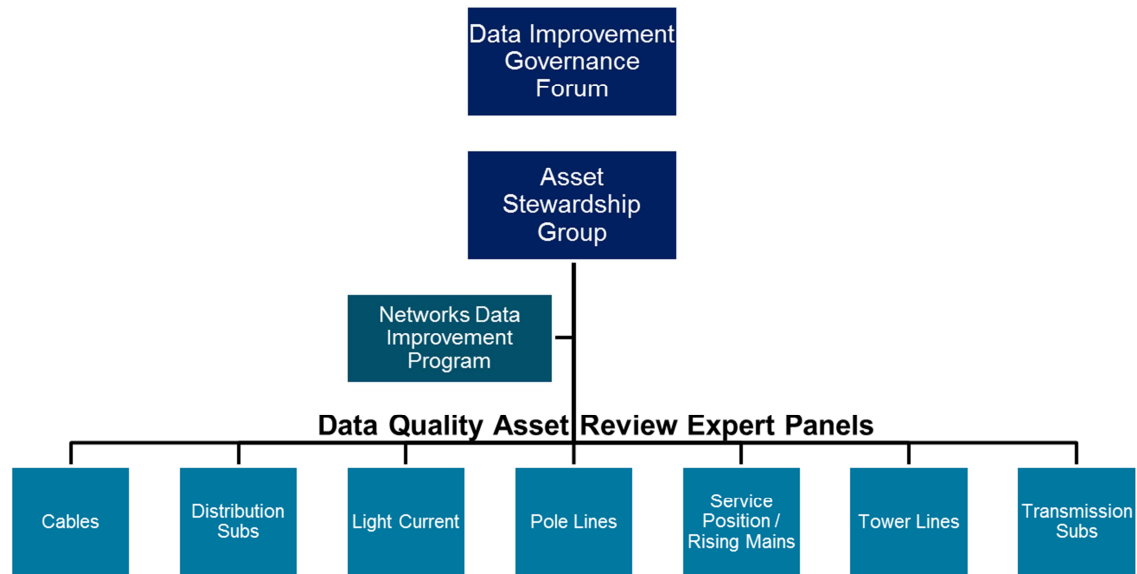 Data Improvement
Governance
Forum
Asset
Stewardship
Group
Networks Data
Improvement
Program
Data Quality Asset Review Expert Panels
Cables
Distribution
Subs
Light Current
Pole Lines
Service
Position /
Rising Mains
Tower Lines
Transmission
Subs